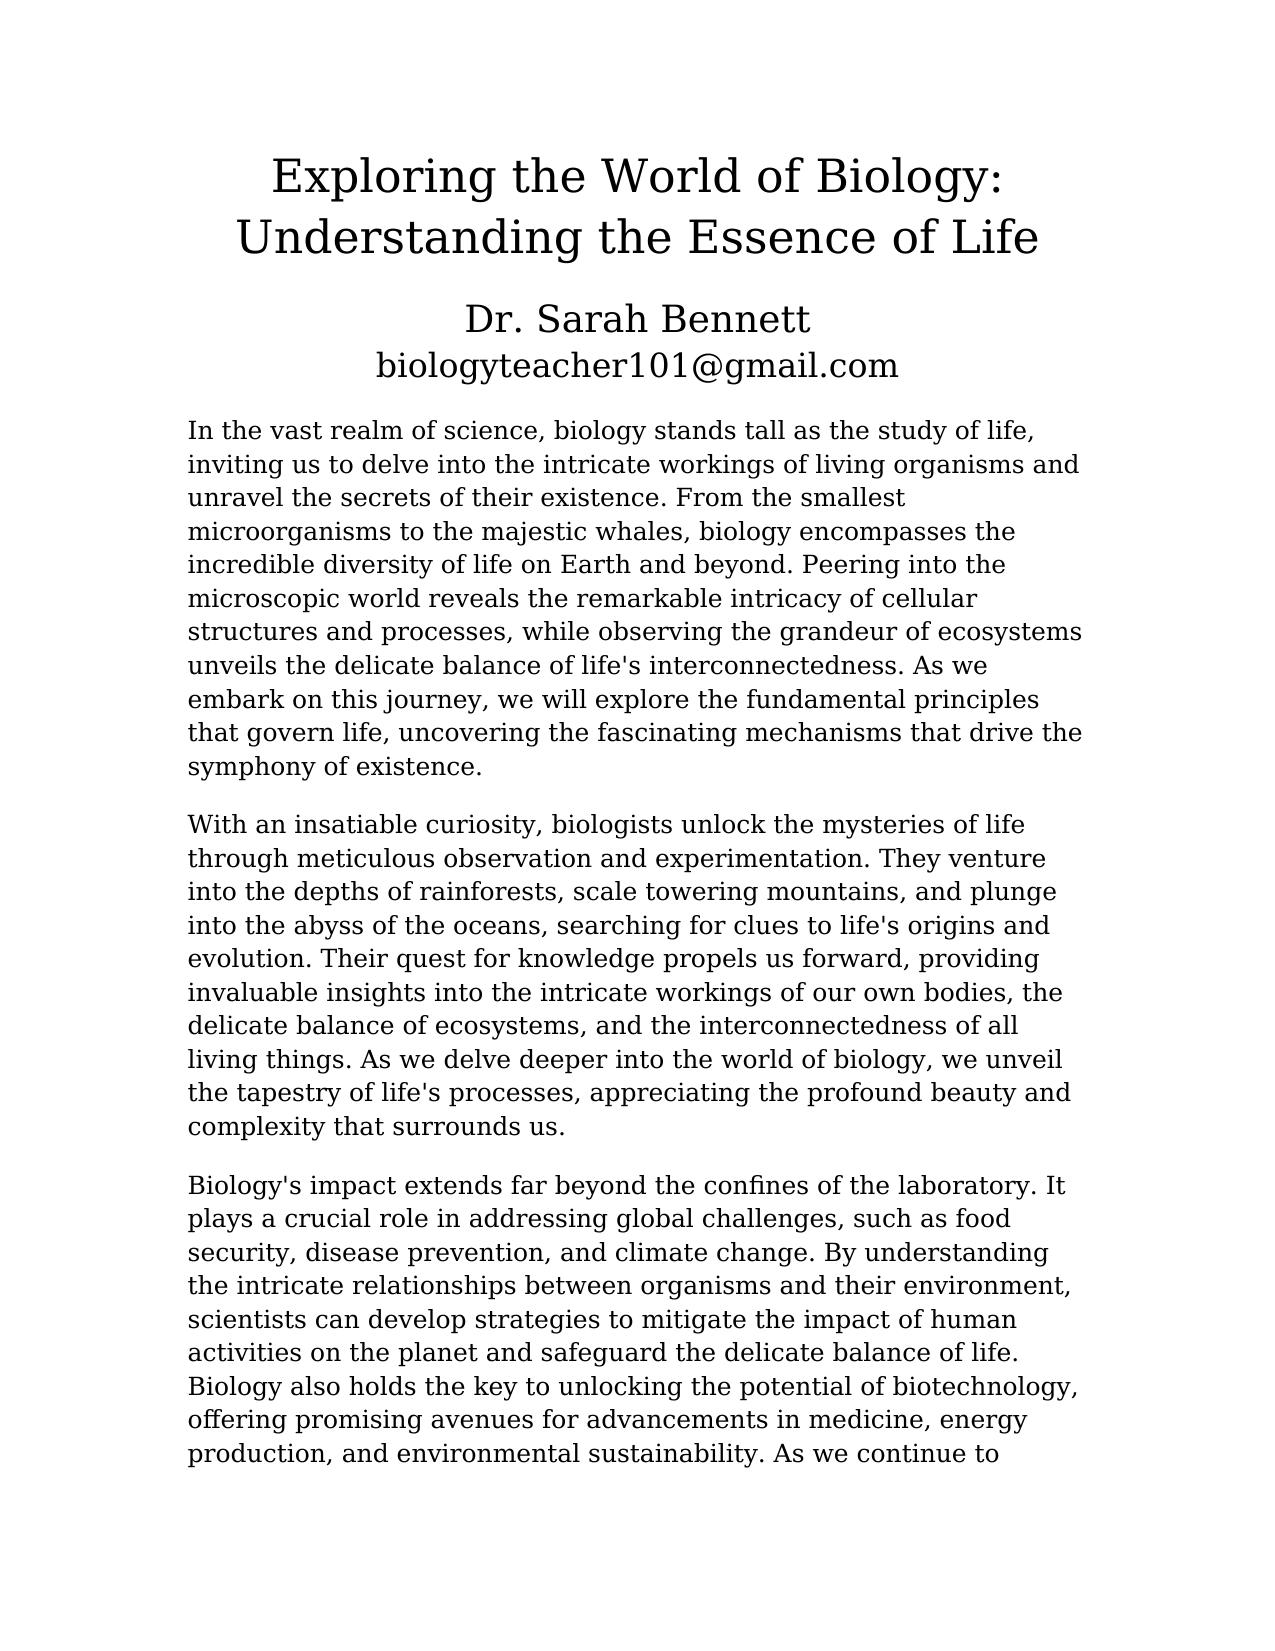 Exploring the World of Biology:
Understanding the Essence of Life
Dr. Sarah Bennett
biologyteacher101@gmail.com
In the vast realm of science, biology stands tall as the study of life,
inviting us to delve into the intricate workings of living organisms and
unravel the secrets of their existence. From the smallest
microorganisms to the majestic whales, biology encompasses the
incredible diversity of life on Earth and beyond. Peering into the
microscopic world reveals the remarkable intricacy of cellular
structures and processes, while observing the grandeur of ecosystems
unveils the delicate balance of life's interconnectedness. As we
embark on this journey, we will explore the fundamental principles
that govern life, uncovering the fascinating mechanisms that drive the
symphony of existence.
With an insatiable curiosity, biologists unlock the mysteries of life
through meticulous observation and experimentation. They venture
into the depths of rainforests, scale towering mountains, and plunge
into the abyss of the oceans, searching for clues to life's origins and
evolution. Their quest for knowledge propels us forward, providing
invaluable insights into the intricate workings of our own bodies, the
delicate balance of ecosystems, and the interconnectedness of all
living things. As we delve deeper into the world of biology, we unveil
the tapestry of life's processes, appreciating the profound beauty and
complexity that surrounds us.
Biology's impact extends far beyond the confines of the laboratory. It
plays a crucial role in addressing global challenges, such as food
security, disease prevention, and climate change. By understanding
the intricate relationships between organisms and their environment,
scientists can develop strategies to mitigate the impact of human
activities on the planet and safeguard the delicate balance of life.
Biology also holds the key to unlocking the potential of biotechnology,
offering promising avenues for advancements in medicine, energy
production, and environmental sustainability. As we continue to